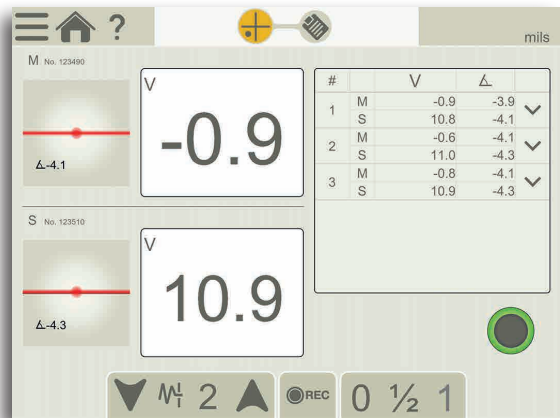 ?
mils
M No. 123490
V
-0.9
∡-4.1
S No. 123510
V
10.9
∡-4.3
# V ∡
1 M -0.9 -3.9
S 10.8 -4.1
2 M -0.6 -4.1
S 11.0 -4.3
3 M -0.8 -4.1
S 10.9 -4.3
2 REC 0 ½ 1